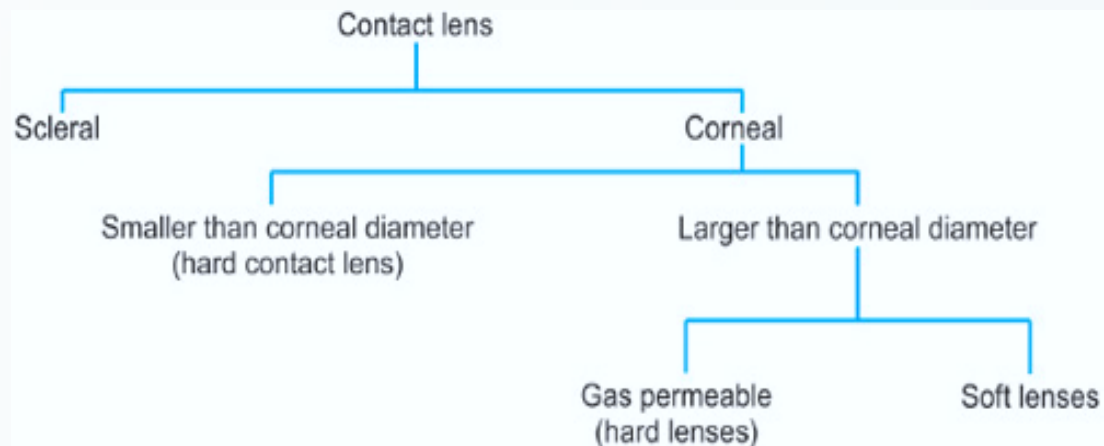 Contact lens
Scleral
Corneal
Smaller than corneal diameter
(hard contact lens)
Larger than corneal diameter
Gas permeable
(hard lenses)
Soft lenses